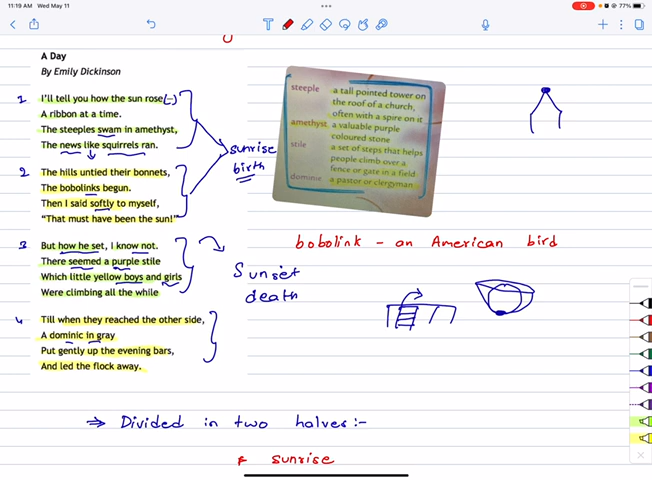 11:19 AM Wed May 11
77%
A Day
By Emily Dickinson
1 I'll tell you how the sun rose(–)
A ribbon at a time.
The steeples swam in amethyst,
The news like squirrels ran.
2 The hills untied their bonnets,
The bobolinks begun.
Then I said softly to myself,
"That must have been the sun!"
3 But how he set, I know not.
There seemed a purple stile
Which little yellow boys and girls
Were climbing all the while
4 Till when they reached the other side,
A dominie in gray
Put gently up the evening bars,
And led the flock away.
sunrise
birth
Sunset
death
steeple a tall pointed tower on
the roof of a church,
often with a spire on it
amethyst a valuable purple
coloured stone
stile a set of steps that helps
people climb over a
fence or gate in a field
dominie a pastor or clergyman
bobolink - an American bird
⇒ Divided in two halves:-
* sunrise